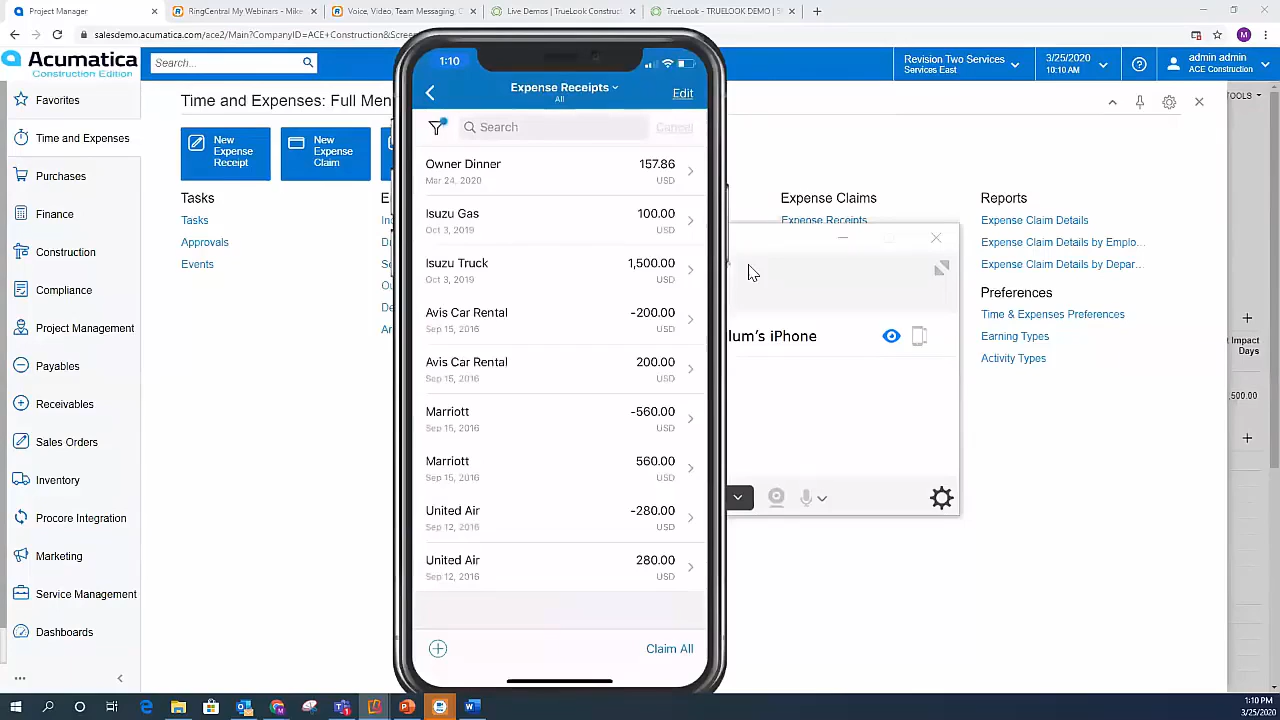 Project Manager
RingCentral My Webinars - Mike
Voice, Video, Team Messaging, C
Live Demos | TrueLook Construct
TrueLook - TRUELOOK DEMO | 5
salesdemo.acumatica.com/ace2/Main?CompanyID=ACE+Construction&Scree
M
Acumatica
Construction Edition
Search...
Revision Two Services
Services East
3/25/2020
10:10 AM
admin admin
ACE Construction
Favorites
Time and Expenses
Purchases
Finance
Construction
Compliance
Project Management
Payables
Receivables
Sales Orders
Inventory
Procore Integration
Marketing
Service Management
Dashboards
Time and Expenses: Full Men
TOOLS
New Expense Receipt
New Expense Claim
Tasks
Tasks
Approvals
Events
E
Expense Claims
Expense Receipts
Reports
Expense Claim Details
Expense Claim Details by Emplo...
Expense Claim Details by Depar...
Preferences
Time & Expenses Preferences
Earning Types
Activity Types
t Impact
Days
,500.00
lum's iPhone
1:10
Expense Receipts
All
Edit
Search
Cancel
Owner Dinner 157.86
Mar 24, 2020 USD
Isuzu Gas 100.00
Oct 3, 2019 USD
Isuzu Truck 1,500.00
Oct 3, 2019 USD
Avis Car Rental -200.00
Sep 15, 2016 USD
Avis Car Rental 200.00
Sep 15, 2016 USD
Marriott -560.00
Sep 15, 2016 USD
Marriott 560.00
Sep 15, 2016 USD
United Air -280.00
Sep 12, 2016 USD
United Air 280.00
Sep 12, 2016 USD
Claim All
1:10 PM
3/25/2020